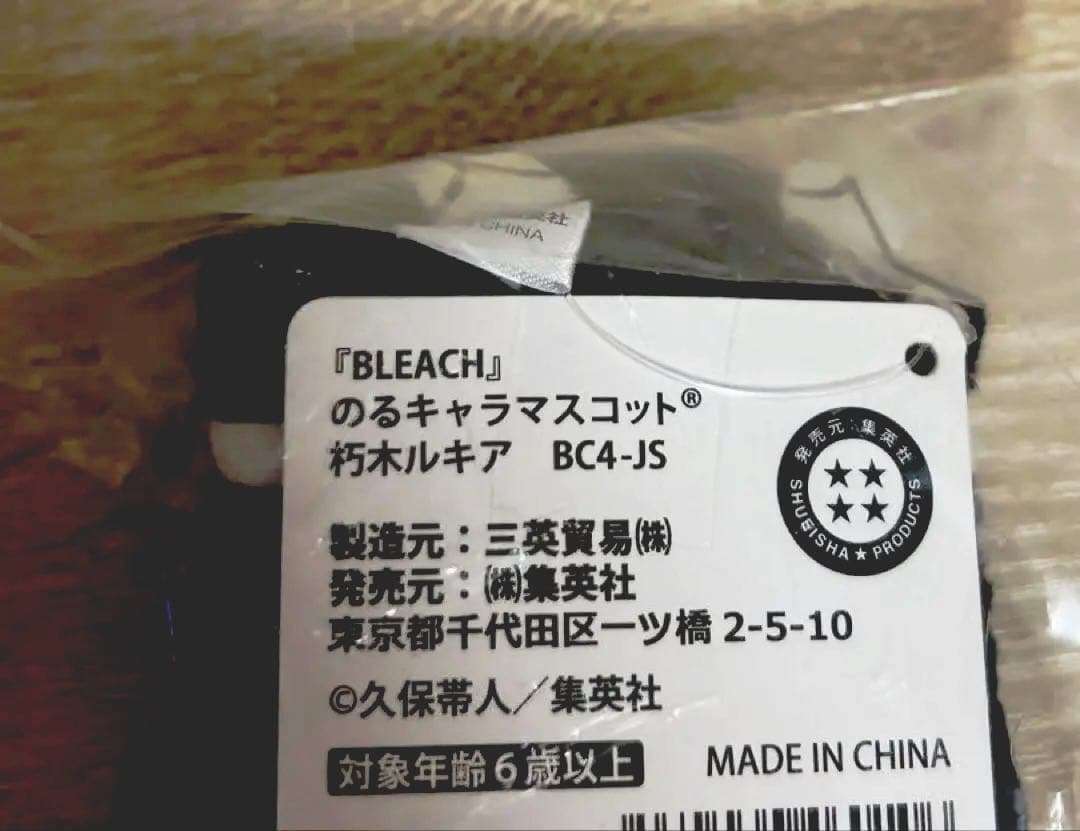 英社
CHINA
『BLEACH』
のるキャラマスコット®
朽木ルキア BC4-JS
発売元:集英社
SHUEISHA★PRODUCTS
製造元:三英貿易㈱
発売元:㈱集英社
東京都千代田区一ツ橋 2-5-10
©久保帯人/集英社
対象年齢6歳以上
MADE IN CHINA